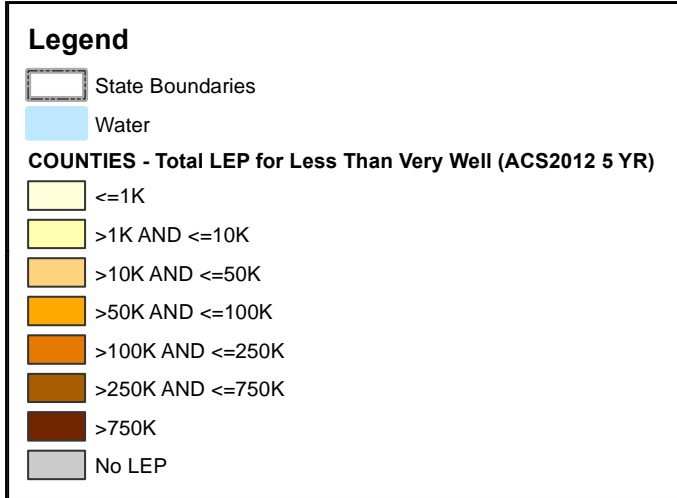 Legend
State Boundaries
Water
COUNTIES - Total LEP for Less Than Very Well (ACS2012 5 YR)
<=1K
>1K AND <=10K
>10K AND <=50K
>50K AND <=100K
>100K AND <=250K
>250K AND <=750K
>750K
No LEP